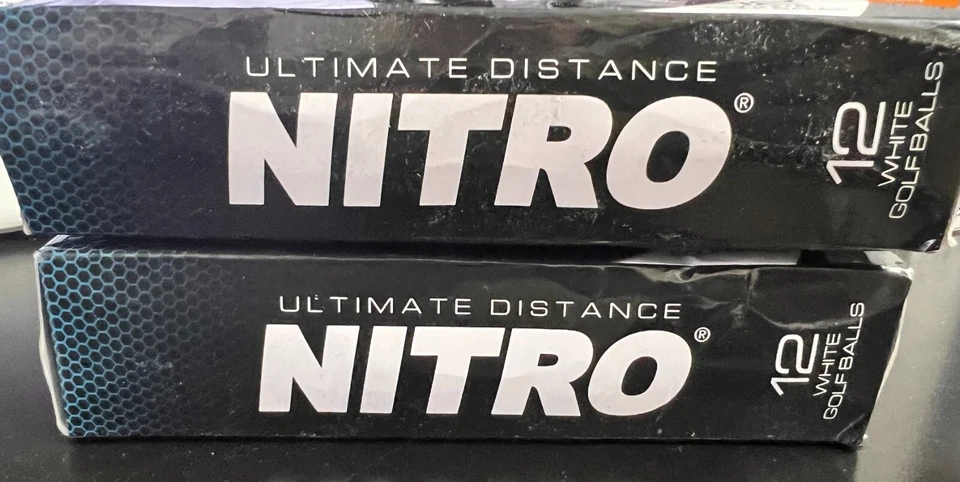 ULTIMATE DISTANCE
NITRO®
12
WHITE
GOLF BALLS
ULTIMATE DISTANCE
NITRO®
12
WHITE
GOLF BALLS